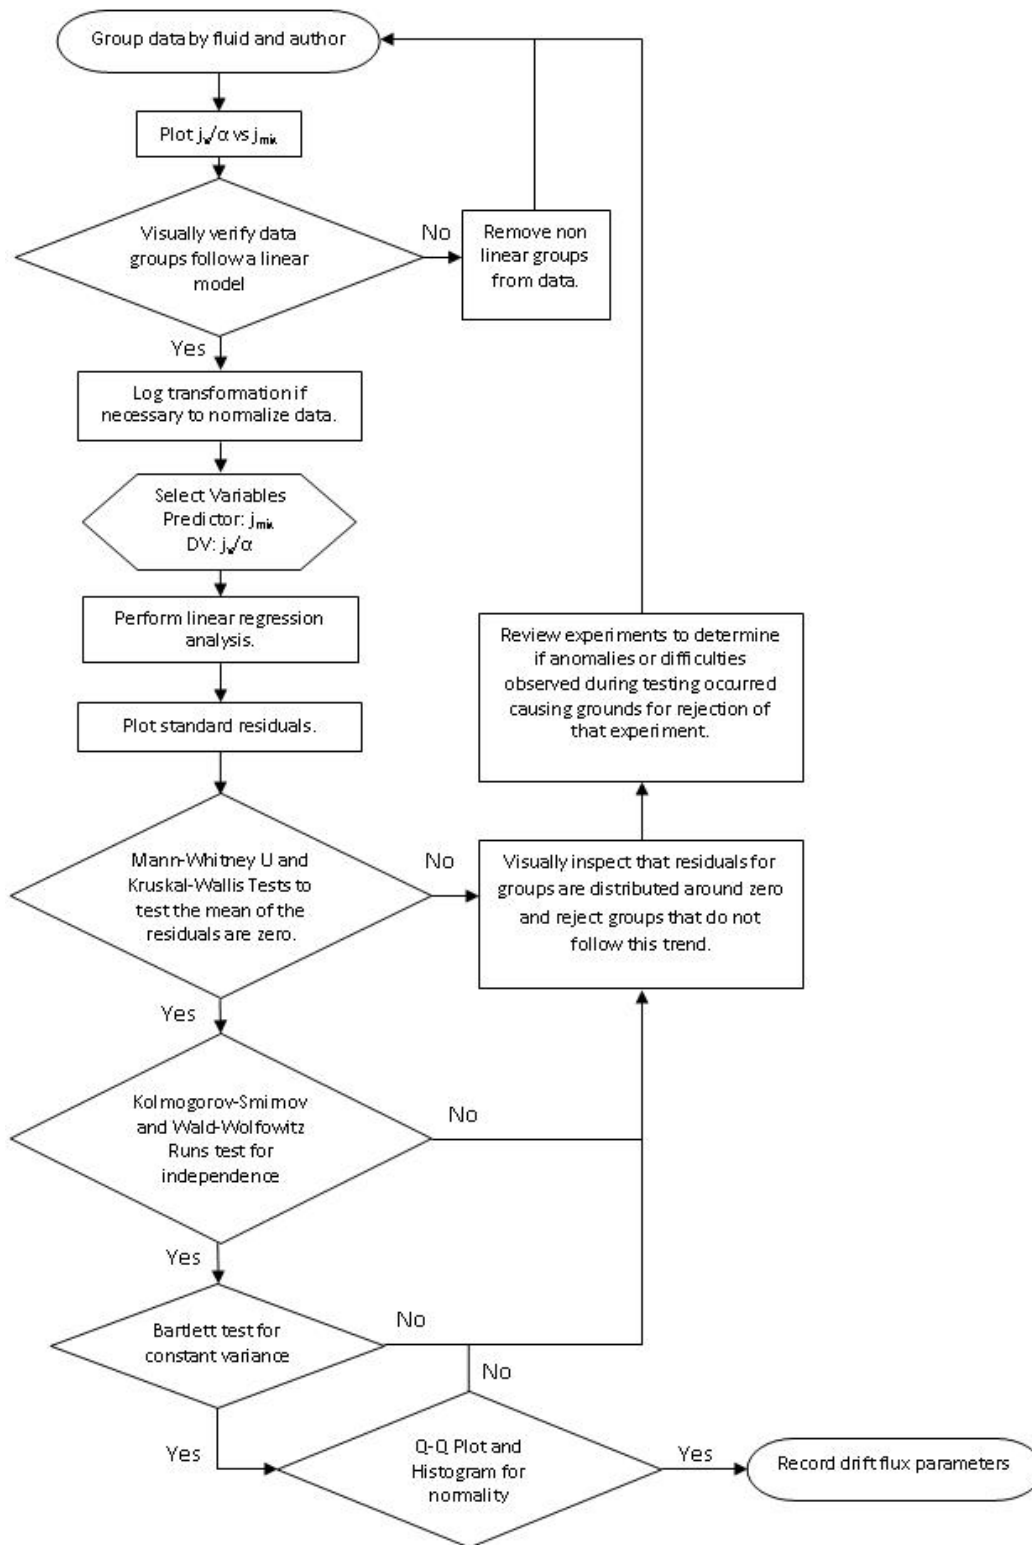 Group data by fluid and author
Plot jg/α vs jmix
Visually verify data
groups follow a linear
model
No
Remove non
linear groups
from data.
Yes
Log transformation if
necessary to normalize data.
Select Variables
Predictor: jmix
DV: jg/α
Perform linear regression
analysis.
Plot standard residuals.
Review experiments to determine
if anomalies or difficulties
observed during testing occurred
causing grounds for rejection of
that experiment.
Mann-Whitney U and
Kruskal-Wallis Tests to
test the mean of the
residuals are zero.
No
Visually inspect that residuals for
groups are distributed around zero
and reject groups that do not
follow this trend.
Yes
Kolmogorov-Smirnov
and Wald-Wolfowitz
Runs test for
independence
No
Yes
Bartlett test for
constant variance
No
No
Yes
Q-Q Plot and
Histogram for
normality
Yes
Record drift flux parameters